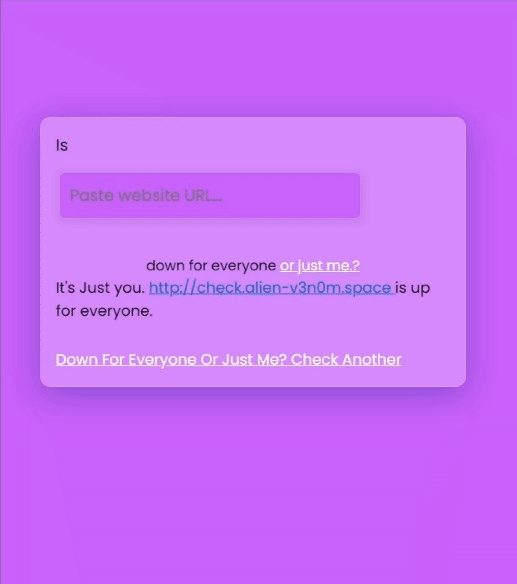 Is
Paste website URL...
down for everyone or just me.?
It's Just you. http://check.alien-v3n0m.space is up
for everyone.
Down For Everyone Or Just Me? Check Another